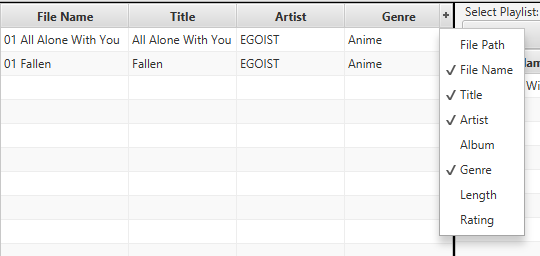 File Name Title Artist Genre + Select Playlist:
01 All Alone With You All Alone With You EGOIST Anime
01 Fallen Fallen EGOIST Anime
File Path
File Name
Title
Artist
Album
Genre
Length
Rating